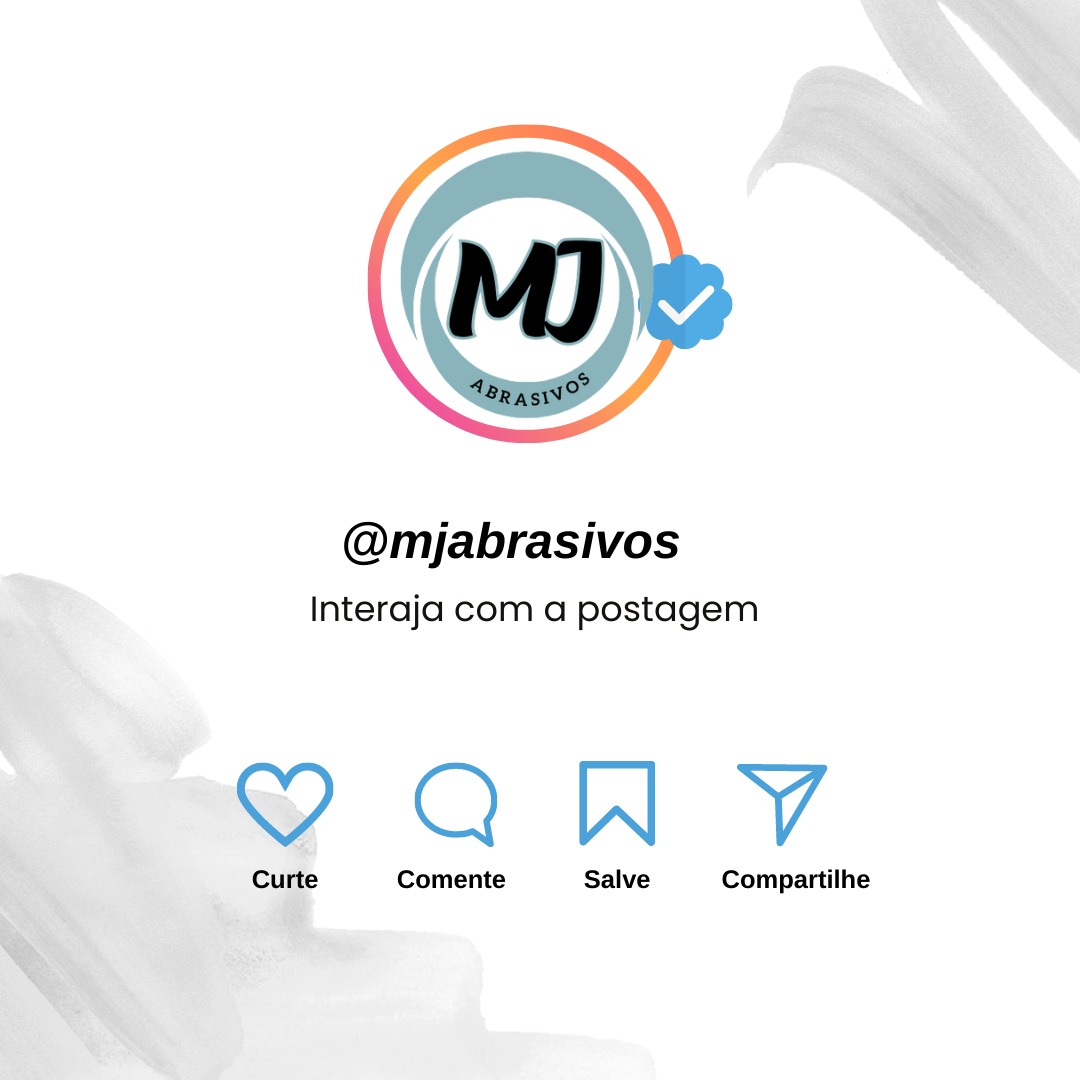 MJ
ABRASIVOS
@mjabrasivos
Interaja com a postagem
Curte Comente Salve Compartilhe